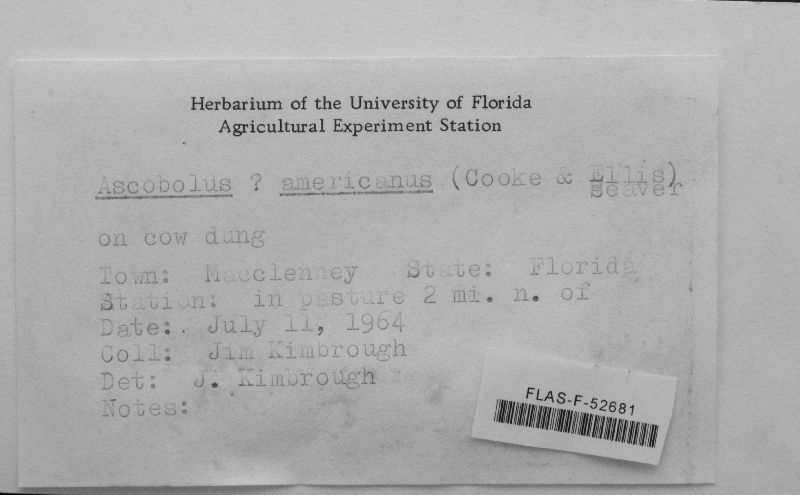 Herbarium of the University of Florida
Agricultural Experiment Station
Ascobolus ? americanus (Cooke & Ellis)
Seaver
on cow dung
Town: Macclenney State: Florida
Station: in pasture 2 mi. n. of
Date:. July 11, 1964
Coll: Jim Kimbrough
Det: J. Kimbrough
Notes:
FLAS-F-52681